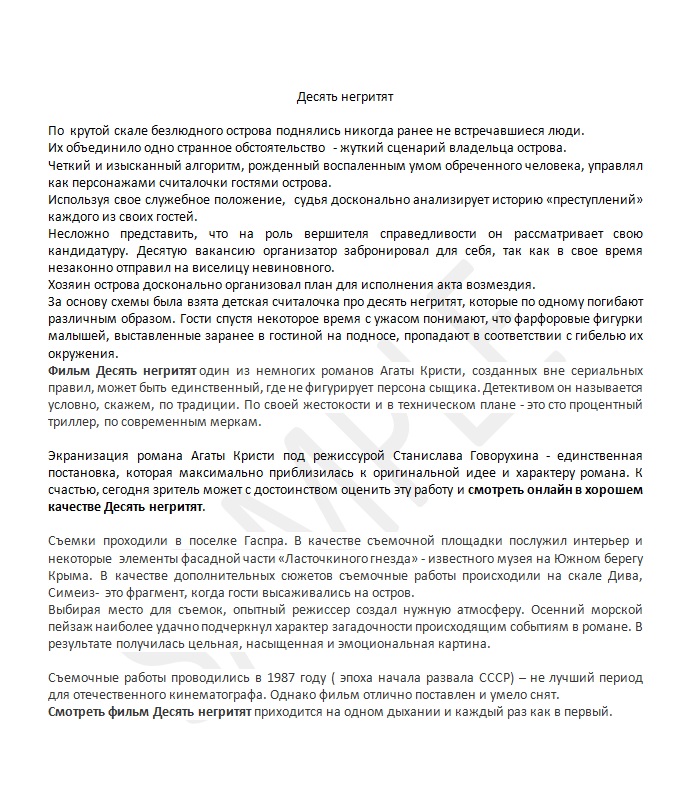 Десять негритят
По крутой скале безлюдного острова поднялись никогда ранее не встречавшиеся люди.
Их объединило одно странное обстоятельство - жуткий сценарий владельца острова.
Четкий и изысканный алгоритм, рожденный воспаленным умом обреченного человека, управлял
как персонажами считалочки гостями острова.
Используя свое служебное положение, судья досконально анализирует историю «преступлений»
каждого из своих гостей.
Несложно представить, что на роль вершителя справедливости он рассматривает свою
кандидатуру. Десятую вакансию организатор забронировал для себя, так как в свое время
незаконно отправил на виселицу невиновного.
Хозяин острова досконально организовал план для исполнения акта возмездия.
За основу схемы была взята детская считалочка про десять негритят, которые по одному погибают
различным образом. Гости спустя некоторое время с ужасом понимают, что фарфоровые фигурки
малышей, выставленные заранее в гостиной на подносе, пропадают в соответствии с гибелью их
окружения.
Фильм Десять негритят один из немногих романов Агаты Кристи, созданных вне сериальных
правил, может быть единственный, где не фигурирует персона сыщика. Детективом он называется
условно, скажем, по традиции. По своей жестокости и в техническом плане - это сто процентный
триллер, по современным меркам.
Экранизация романа Агаты Кристи под режиссурой Станислава Говорухина - единственная
постановка, которая максимально приблизилась к оригинальной идее и характеру романа. К
счастью, сегодня зритель может с достоинством оценить эту работу и смотреть онлайн в хорошем
качестве Десять негритят.
Съемки проходили в поселке Гаспра. В качестве съемочной площадки послужил интерьер и
некоторые элементы фасадной части «Ласточкиного гнезда» - известного музея на Южном берегу
Крыма. В качестве дополнительных сюжетов съемочные работы происходили на скале Дива,
Симеиз- это фрагмент, когда гости высаживались на остров.
Выбирая место для съемок, опытный режиссер создал нужную атмосферу. Осенний морской
пейзаж наиболее удачно подчеркнул характер загадочности происходящим событиям в романе. В
результате получилась цельная, насыщенная и эмоциональная картина.
Съемочные работы проводились в 1987 году ( эпоха начала развала СССР) – не лучший период
для отечественного кинематографа. Однако фильм отлично поставлен и умело снят.
Смотреть фильм Десять негритят приходится на одном дыхании и каждый раз как в первый.